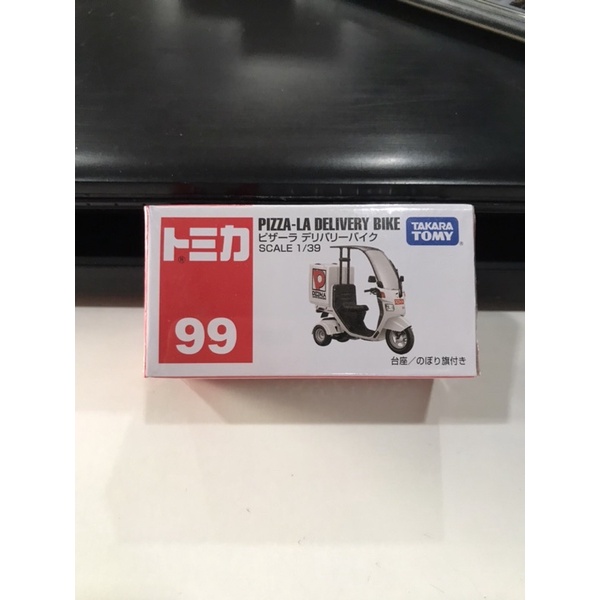 トミカ
®
99
PIZZA-LA DELIVERY BIKE
ピザーラ デリバリーバイク
SCALE 1/39
TAKARA
TOMY
®
台座／のぼり旗付き